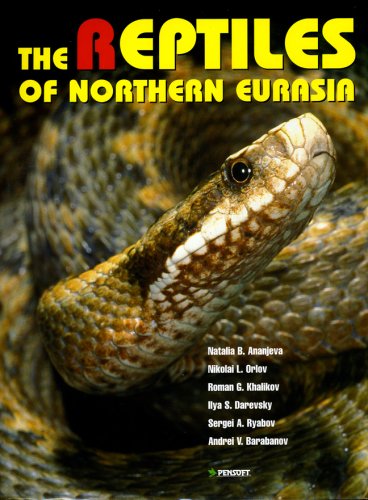 THE REPTILES
OF NORTHERN EURASIA
Natalia B. Ananjeva
Nikolai L. Orlov
Roman G. Khalikov
Ilya S. Darevsky
Sergei A. Ryabov
Andrei V. Barabanov
PENSOFT